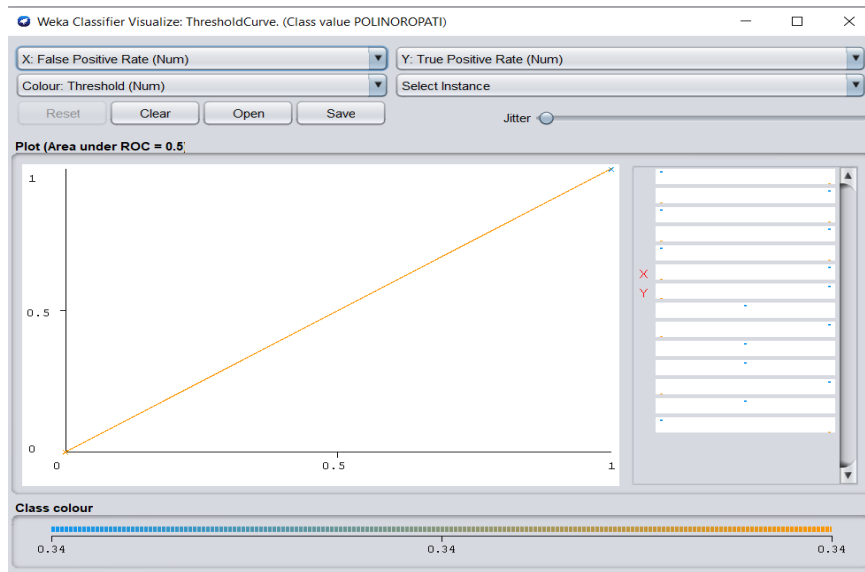 Weka Classifier Visualize: ThresholdCurve. (Class value POLINOROPATI)
X: False Positive Rate (Num)
Y: True Positive Rate (Num)
Colour: Threshold (Num)
Select Instance
Reset
Clear
Open
Save
Jitter
Plot (Area under ROC = 0.5)
1
0.5
0
0
0.5
1
X
Y
Class colour
0.34
0.34
0.34